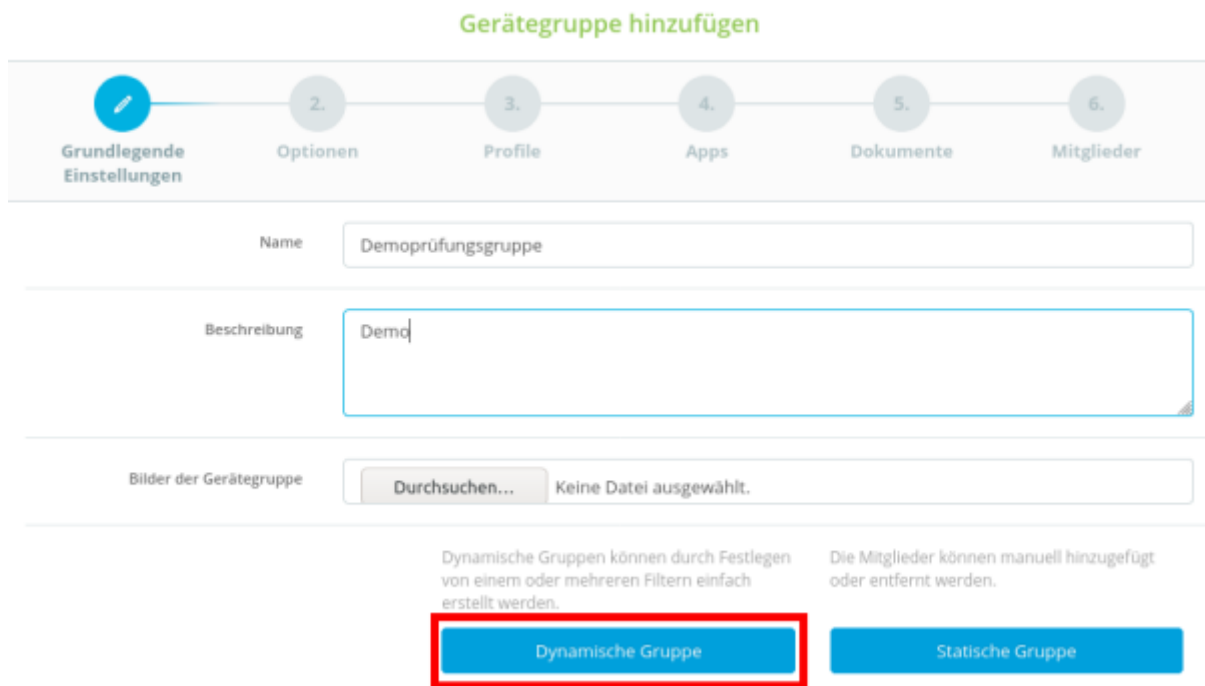 Gerätegruppe hinzufügen
2.
3.
4.
5.
6.
Grundlegende
Einstellungen
Optionen
Profile
Apps
Dokumente
Mitglieder
Name
Demoprüfungsgruppe
Beschreibung
Demo
Bilder der Gerätegruppe
Durchsuchen... Keine Datei ausgewählt.
Dynamische Gruppen können durch Festlegen
von einem oder mehreren Filtern einfach
erstellt werden.
Die Mitglieder können manuell hinzugefügt
oder entfernt werden.
Dynamische Gruppe
Statische Gruppe